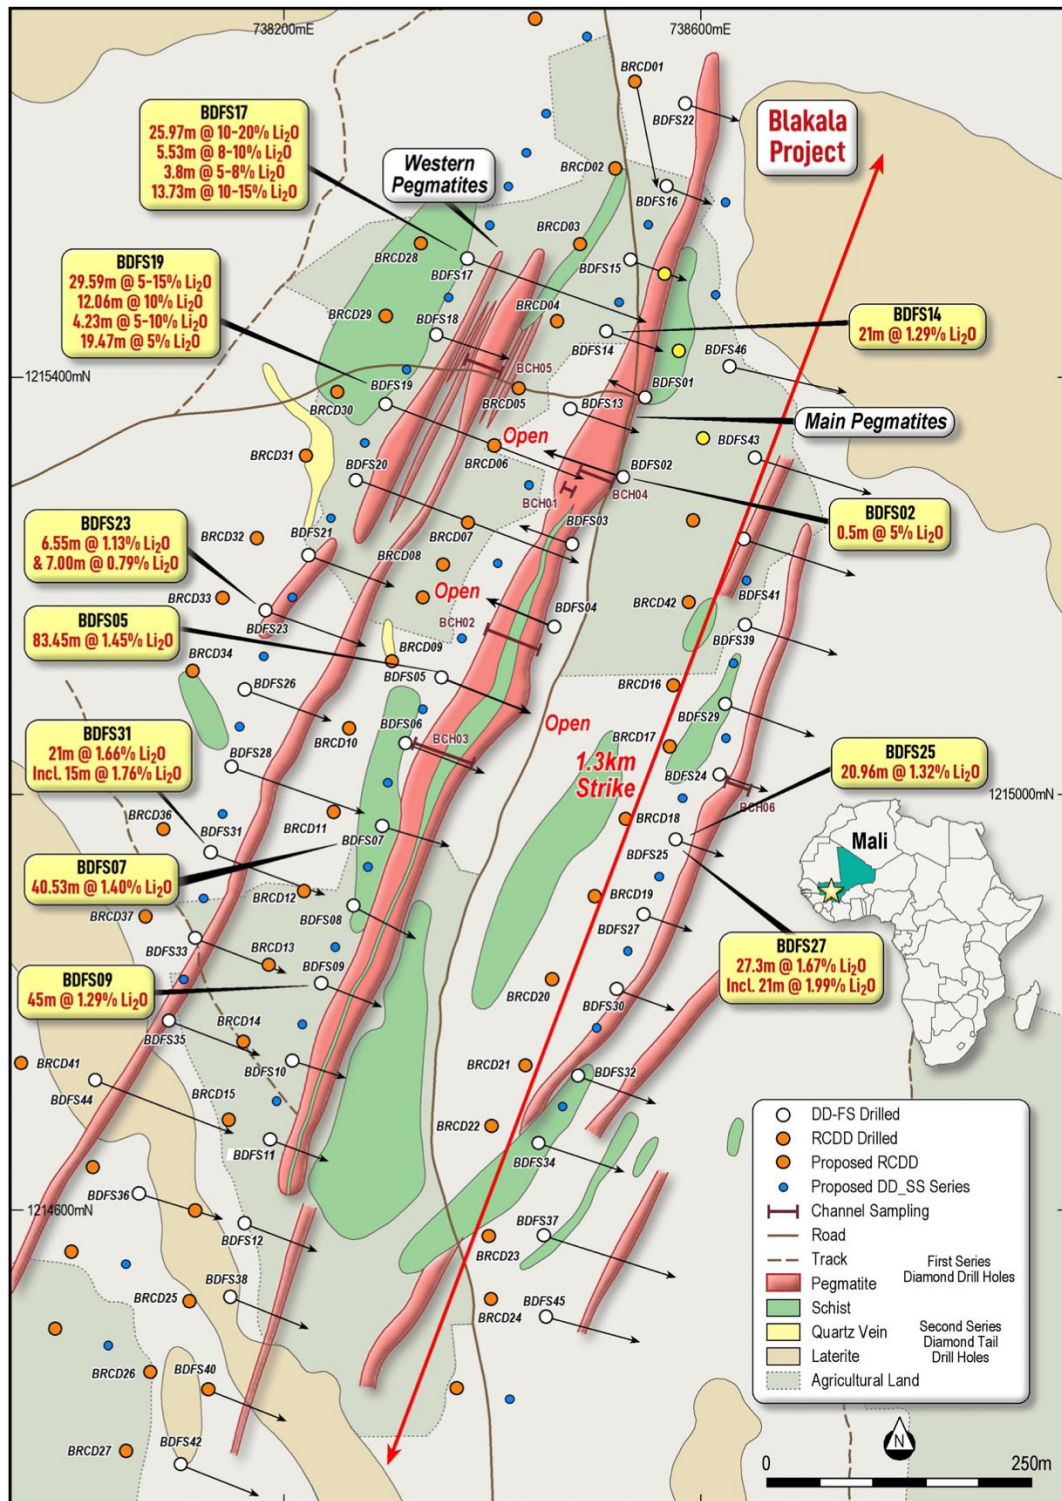 738200mE
738600mE
BRCD01
BDFS22
Blakala
Project
BDFS17
25.97m @ 10-20% Li₂O
5.53m @ 8-10% Li₂O
3.8m @ 5-8% Li₂O
13.73m @ 10-15% Li₂O
Western
Pegmatites
BRCD02
BDFS16
BRCD03
BRCD28
BDFS17
BDFS15
BDFS19
29.59m @ 5-15% Li₂O
12.06m @ 10% Li₂O
4.23m @ 5-10% Li₂O
19.47m @ 5% Li₂O
BRCD29
BDFS18
BRCD04
BDFS14
BDFS14
21m @ 1.29% Li₂O
BDFS46
1215400mN
BCH05
BDFS19
BRCD30
BRCD05
BDFS01
BDFS13
Main Pegmatites
Open
BDFS43
BRCD31
BRCD06
BDFS20
BDFS02
BCH01
BCH04
BDFS02
0.5m @ 5% Li₂O
BDFS23
6.55m @ 1.13% Li₂O
& 7.00m @ 0.79% Li₂O
BDFS21
BRCD32
BRCD07
BDFS03
BRCD08
BRCD33
Open
BDFS41
BRCD42
BDFS04
BDFS23
BCH02
BDFS39
BDFS05
83.45m @ 1.45% Li₂O
BRCD09
BRCD34
BDFS05
BDFS26
BRCD16
BDFS29
BDFS06
Open
BRCD10
BCH03
BRCD17
BDFS28
1.3km
Strike
BDFS31
21m @ 1.66% Li₂O
Incl. 15m @ 1.76% Li₂O
BDFS25
20.96m @ 1.32% Li₂O
BDFS24
BCH06
1215000mN
BRCD36
BDFS31
BRCD11
BRCD18
BDFS07
BDFS25
Mali
BDFS07
40.53m @ 1.40% Li₂O
BRCD12
BRCD19
BRCD37
BDFS08
BDFS27
BDFS33
BRCD13
BDFS27
27.3m @ 1.67% Li₂O
Incl. 21m @ 1.99% Li₂O
BDFS09
45m @ 1.29% Li₂O
BDFS09
BRCD20
BDFS30
BRCD14
BDFS35
BRCD41
BDFS10
BRCD21
BDFS32
BDFS44
BRCD15
BRCD22
BDFS11
BDFS34
BDFS36
1214600mN
BDFS12
BDFS37
BRCD23
BDFS38
BRCD25
BRCD24
BDFS45
BRCD26
BDFS40
BRCD27
BDFS42
DD-FS Drilled
RCDD Drilled
Proposed RCDD
Proposed DD_SS Series
Channel Sampling
Road
Track
Pegmatite
Schist
Quartz Vein
Laterite
Agricultural Land
First Series
Diamond Drill Holes
Second Series
Diamond Tail
Drill Holes
N
0
250m